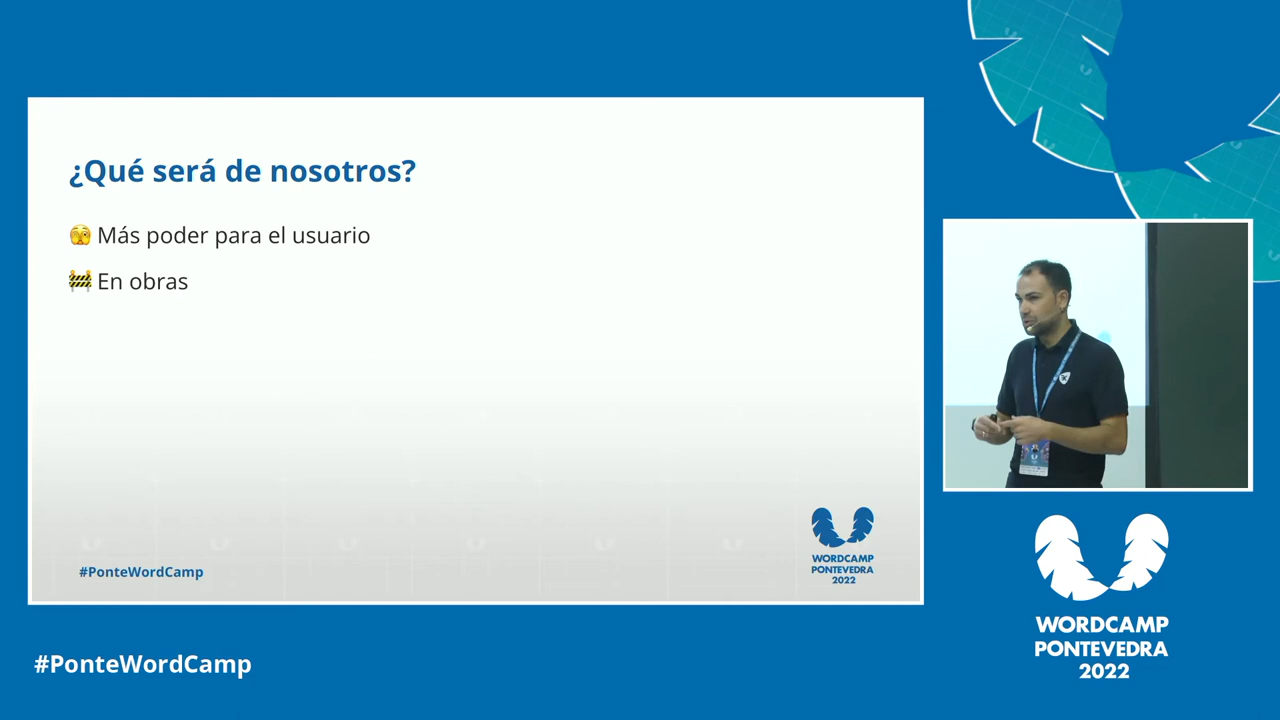 ¿Qué será de nosotros?
🫣 Más poder para el usuario
🚧 En obras
#PonteWordCamp
WORDCAMP
PONTEVEDRA
2022
#PonteWordCamp
WORDCAMP
PONTEVEDRA
2022